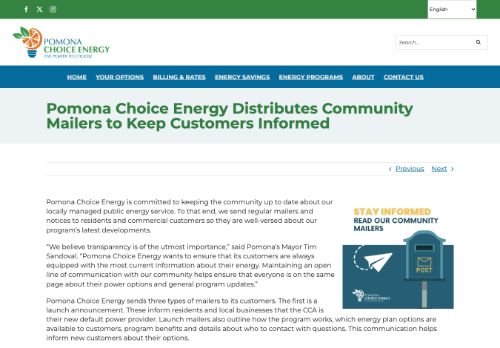 English
POMONA
CHOICE ENERGY
THE POWER TO CHOOSE
Search...
HOME YOUR OPTIONS BILLING & RATES ENERGY SAVINGS ENERGY PROGRAMS ABOUT CONTACT US
Pomona Choice Energy Distributes Community
Mailers to Keep Customers Informed
Previous Next
Pomona Choice Energy is committed to keeping the community up to date about our
locally managed public energy service. To that end, we send regular mailers and
notices to residents and commercial customers so they are well-versed about our
program's latest developments.
"We believe transparency is of the utmost importance," said Pomona's Mayor Tim
Sandoval. "Pomona Choice Energy wants to ensure that its customers are always
equipped with the most current information about their energy. Maintaining an open
line of communication with our community helps ensure that everyone is on the same
page about their power options and general program updates."
STAY INFORMED
READ OUR COMMUNITY
MAILERS
POST
POMONA
CHOICE ENERGY
Pomona Choice Energy sends three types of mailers to its customers. The first is a
launch announcement. These inform residents and local businesses that the CCA is
their new default power provider. Launch mailers also outline how the program works, which energy plan options are
available to customers, program benefits and details about who to contact with questions. This communication helps
inform new customers about their options.